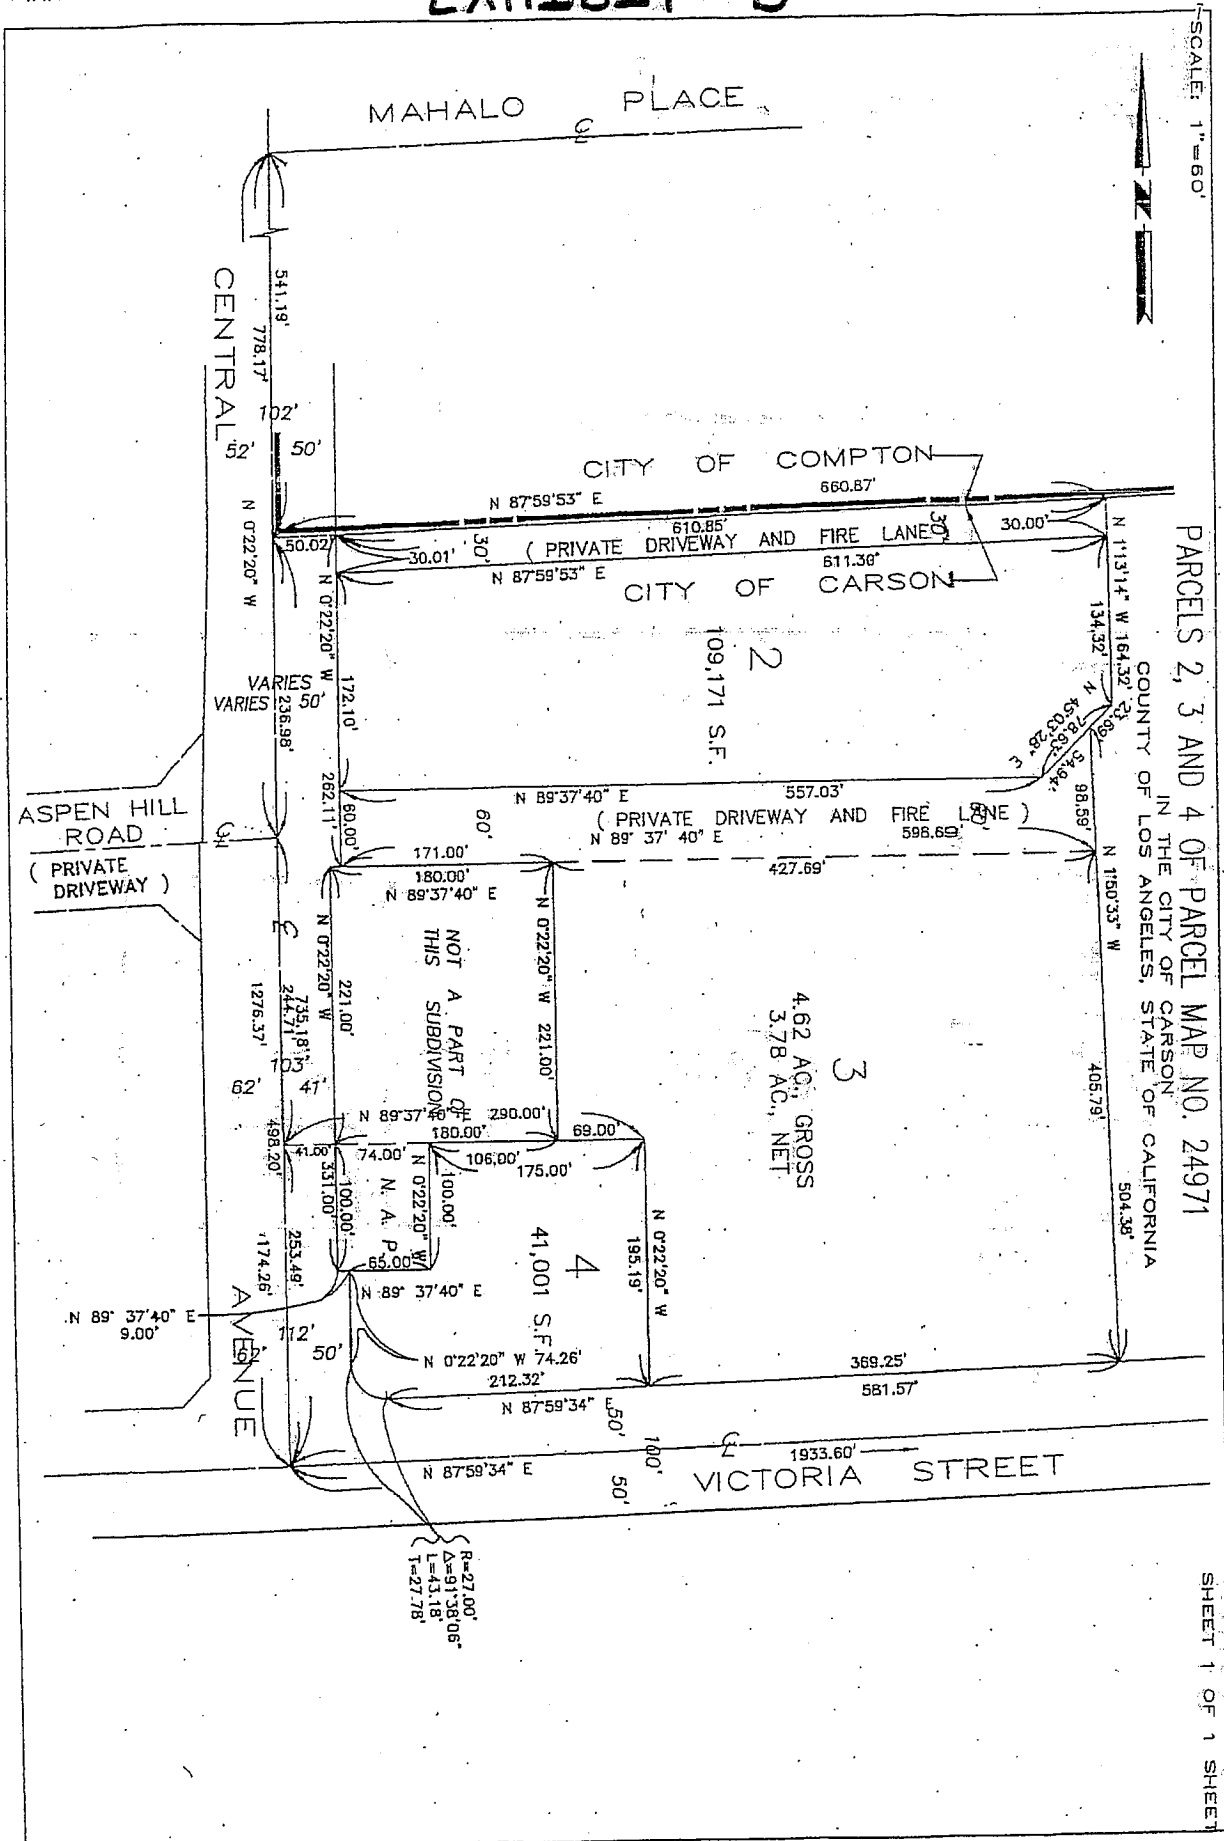 SCALE: 1"=60'
PARCELS 2, 3 AND 4 OF PARCEL MAP NO. 24971
IN THE CITY OF CARSON
COUNTY OF LOS ANGELES, STATE OF CALIFORNIA
SHEET 1 OF 1 SHEET
MAHALO PLACE
541.19'
778.17'
CENTRAL
102'
52'
50'
CITY OF COMPTON
N 87°59'53" E
660.87'
610.85'
50.02'
30.01'
30'
( PRIVATE DRIVEWAY AND FIRE LANE
30'
30.00'
N 87°59'53" E
611.30'
CITY OF CARSON
N 0°22'20" W
N 0°22'20" W
172.10'
2
109,171 S.F.
N 1°13'14" W 164.32'
134.32'
23.69'
78.63'
54.94'
N 45°03'28" E
98.59'
VARIES
VARIES
50'
236.98'
262.11'
60.00'
N 89°37'40" E
557.03'
60'
( PRIVATE DRIVEWAY AND FIRE LANE )
N 89° 37' 40" E
598.69'
ASPEN HILL
ROAD
( PRIVATE
DRIVEWAY )
171.00'
180.00'
N 89°37'40" E
427.69'
N 1°50'33" W
N 0°22'20" W
221.00'
NOT A PART OF
THIS SUBDIVISION
N 0°22'20" W
221.00'
3
4.62 AC., GROSS
3.78 AC., NET
405.79'
504.38'
1276.37'
735.18'
244.71'
103'
62'
41'
N 89°37'40" E
290.00'
180.00'
69.00'
498.20'
41.00'
74.00'
106.00'
175.00'
331.00'
100.00'
N. A. P.
N 0°22'20" W
100.00'
65.00'
N 89° 37'40" E
4
41,001 S.F.
N 0°22'20" W
195.19'
253.49'
1174.26'
N 89° 37'40" E
9.00'
AVENUE
112'
62'
50'
N 0°22'20" W 74.26'
212.32'
N 87°59'34" E
369.25'
581.57'
50'
100'
50'
N 87°59'34" E
1933.60'
VICTORIA STREET
R=27.00'
Δ=91°38'06"
L=43.18'
T=27.78'